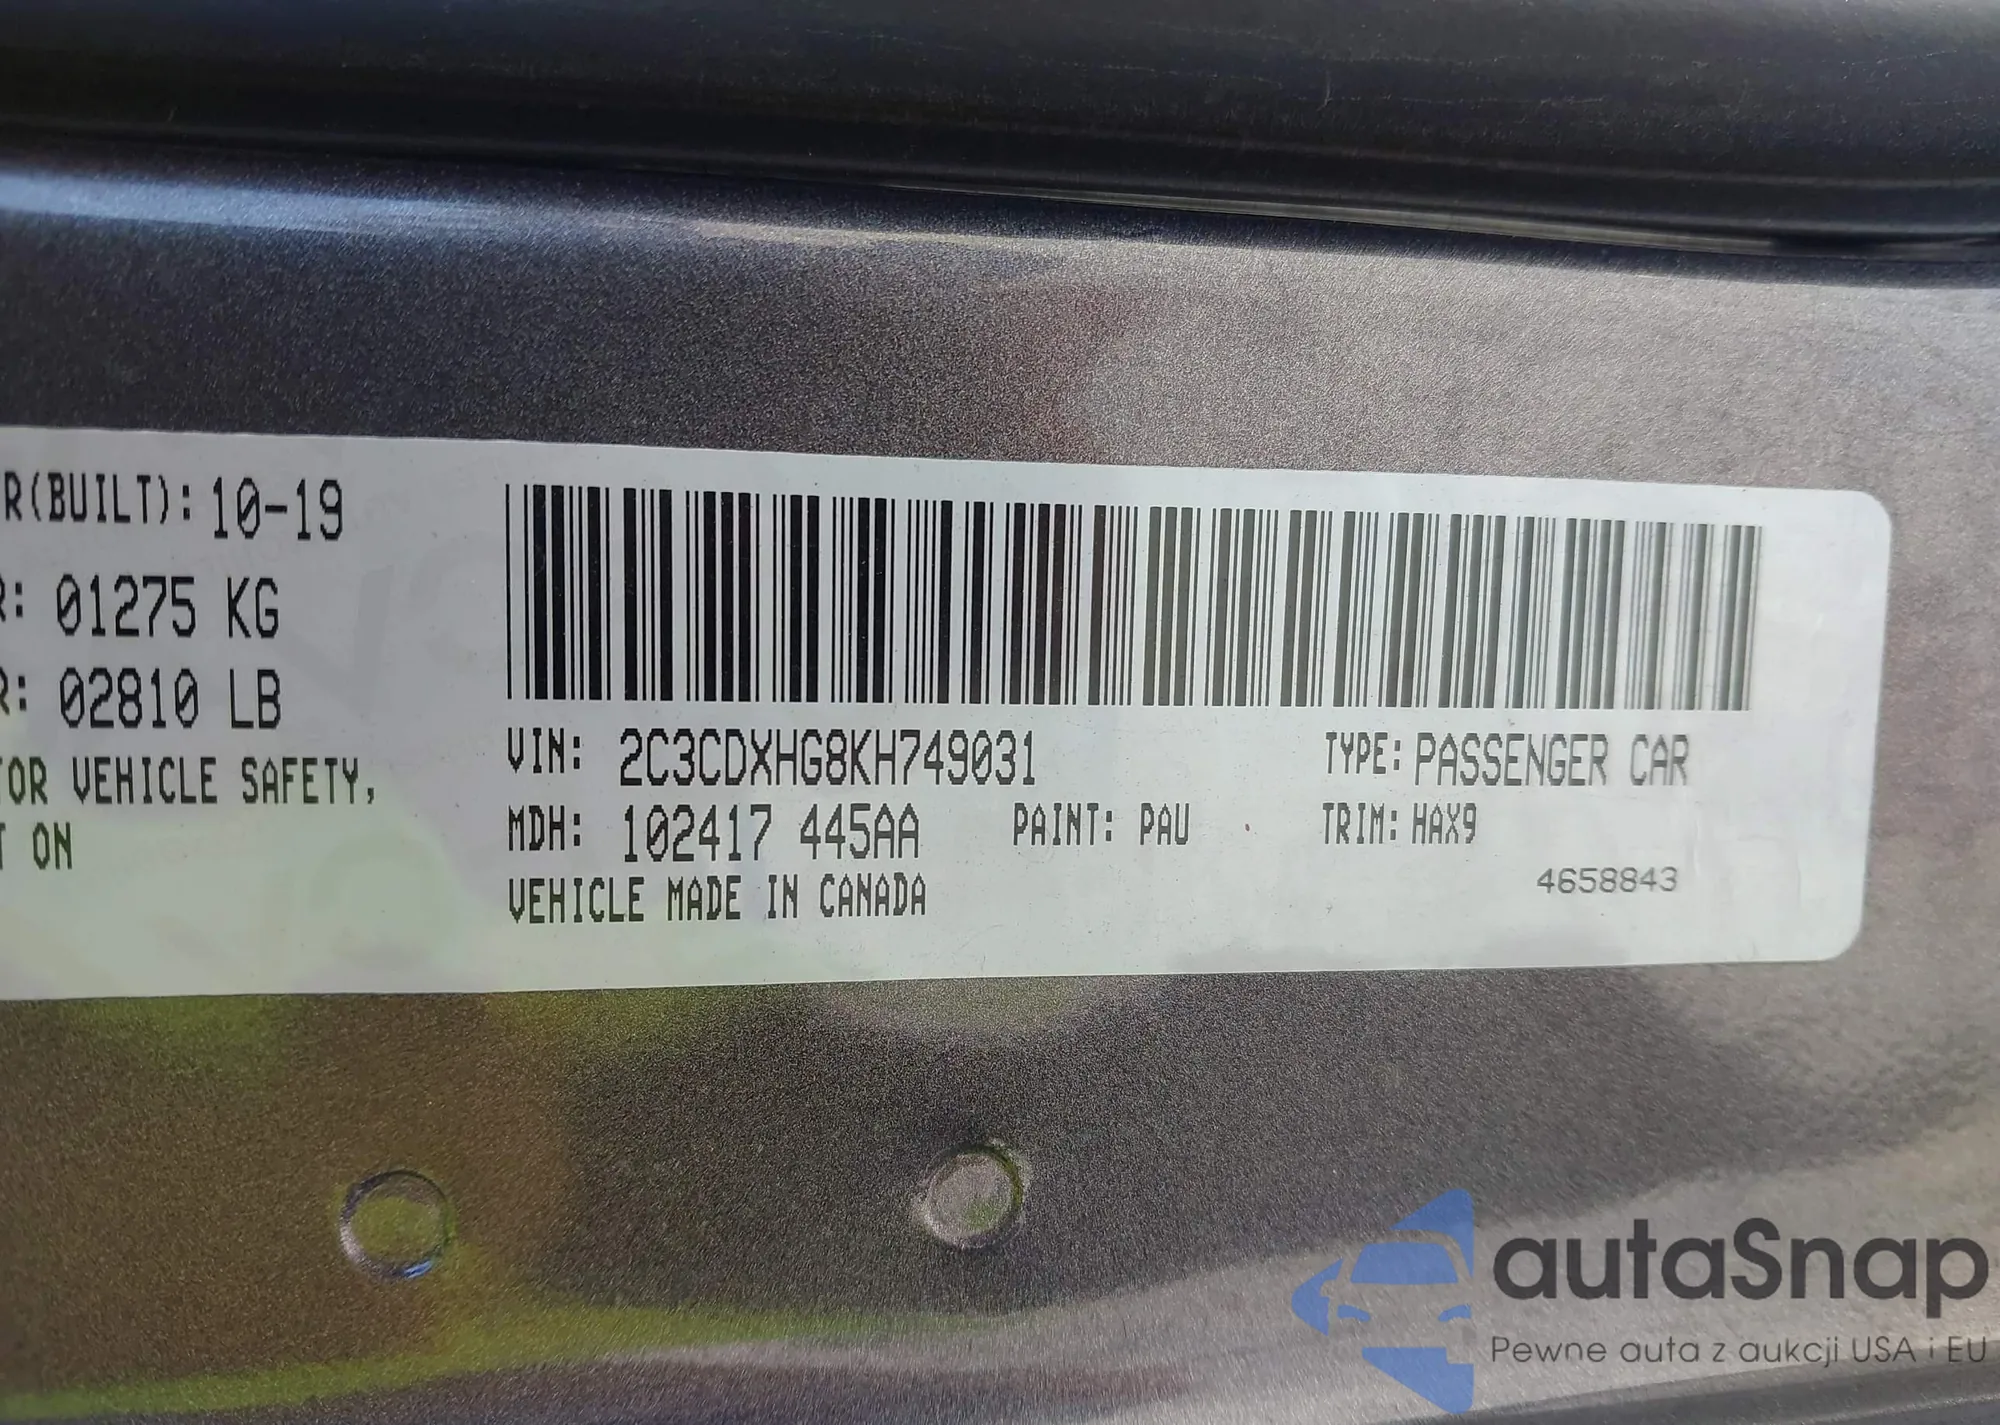 R(BUILT): 10-19
R: 01275 KG
R: 02810 LB
OR VEHICLE SAFETY,
T ON
VIN: 2C3CDXHG8KH749031
TYPE: PASSENGER CAR
MDH: 102417 445AA
PAINT: PAU
TRIM: HAX9
VEHICLE MADE IN CANADA
4658843
autaSnap
Pewne auta z aukcji USA i EU